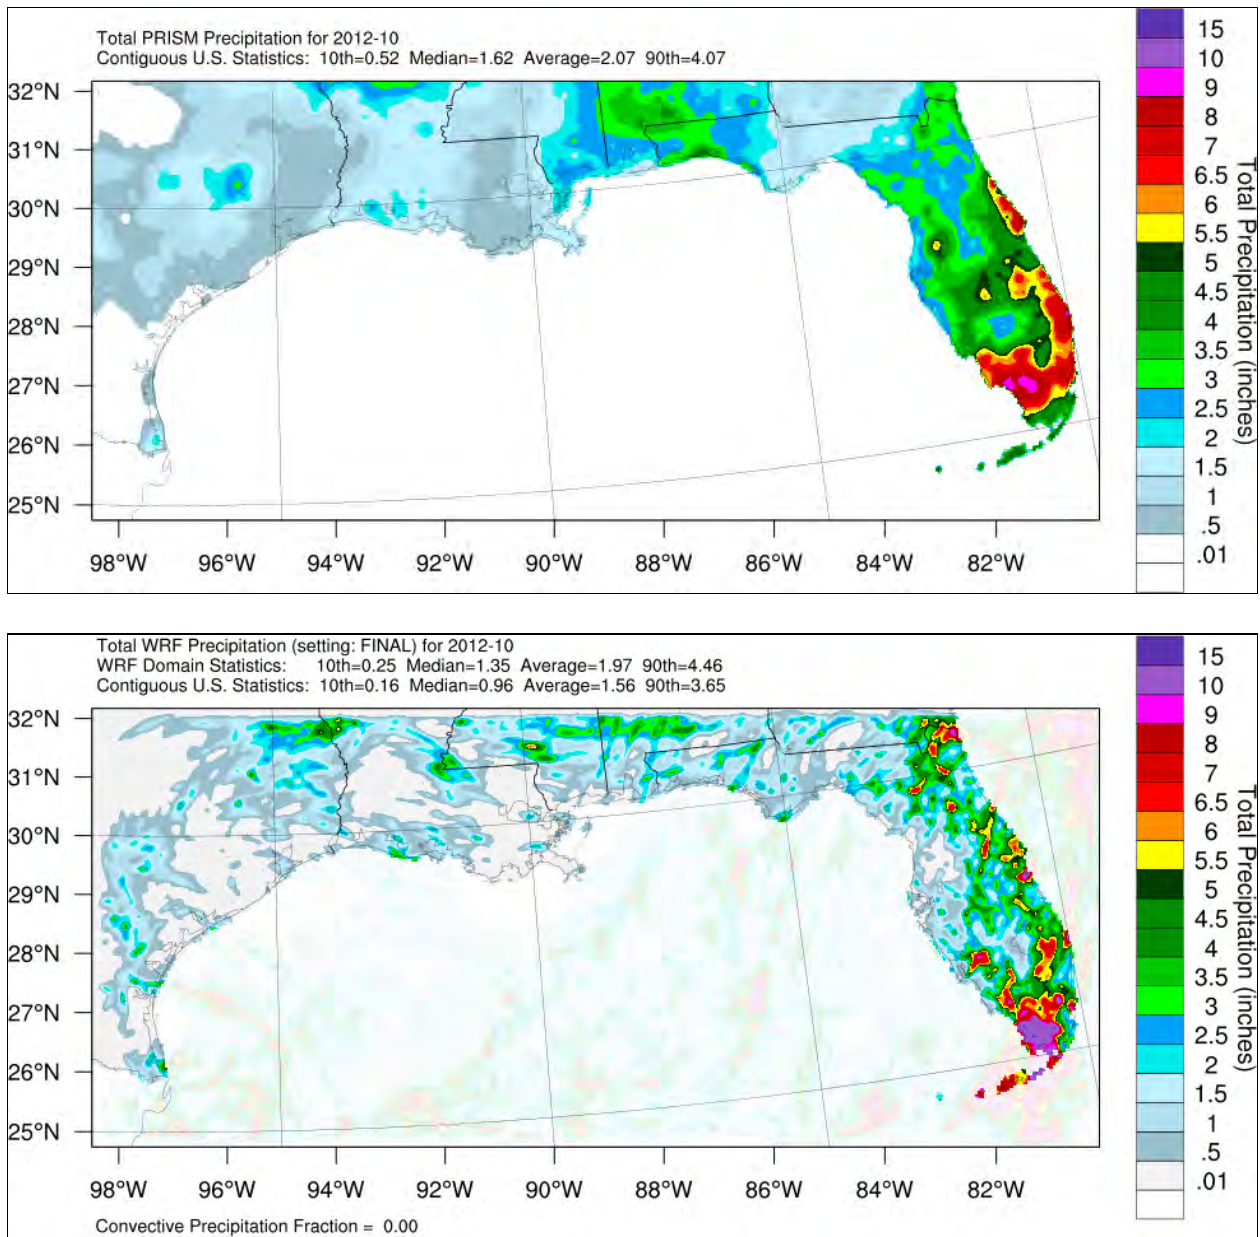 Total PRISM Precipitation for 2012-10
Contiguous U.S. Statistics: 10th=0.52 Median=1.62 Average=2.07 90th=4.07
32°N
31°N
30°N
29°N
28°N
27°N
26°N
25°N
98°W 96°W 94°W 92°W 90°W 88°W 86°W 84°W 82°W
15
10
9
8
7
6.5
6
5.5
5
4.5
4
3.5
3
2.5
2
1.5
1
.5
.01
Total Precipitation (inches)
Total WRF Precipitation (setting: FINAL) for 2012-10
WRF Domain Statistics: 10th=0.25 Median=1.35 Average=1.97 90th=4.46
Contiguous U.S. Statistics: 10th=0.16 Median=0.96 Average=1.56 90th=3.65
32°N
31°N
30°N
29°N
28°N
27°N
26°N
25°N
98°W 96°W 94°W 92°W 90°W 88°W 86°W 84°W 82°W
15
10
9
8
7
6.5
6
5.5
5
4.5
4
3.5
3
2.5
2
1.5
1
.5
.01
Total Precipitation (inches)
Convective Precipitation Fraction = 0.00